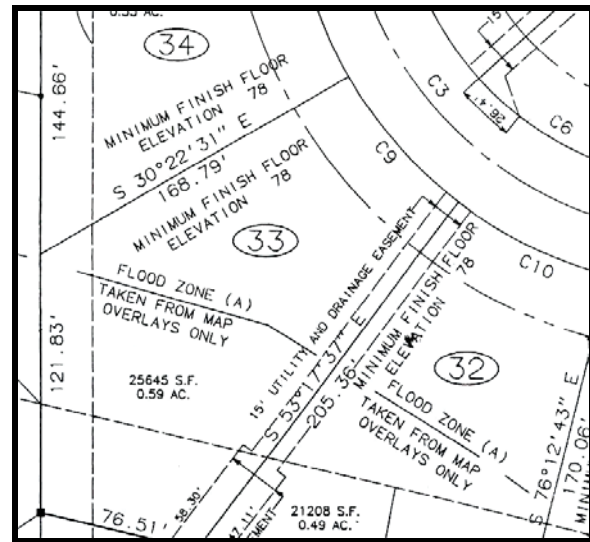 0.53 AC.
34
15'
144.66'
MINIMUM FINISH FLOOR
ELEVATION 78
C3
C6
26.4'
S 30°22'31" E
168.79'
C9
MINIMUM FINISH FLOOR
ELEVATION 78
33
C10
FLOOD ZONE (A)
TAKEN FROM MAP
OVERLAYS ONLY
121.83'
25645 S.F.
0.59 AC.
15' UTILITY AND DRAINAGE EASEMENT
S 53°17'37" E
205.36'
MINIMUM FINISH FLOOR
ELEVATION 78
32
FLOOD ZONE (A)
TAKEN FROM MAP
OVERLAYS ONLY
S 76°12'43" E
170.06'
76.51'
58.30'
21208 S.F.
0.49 AC.